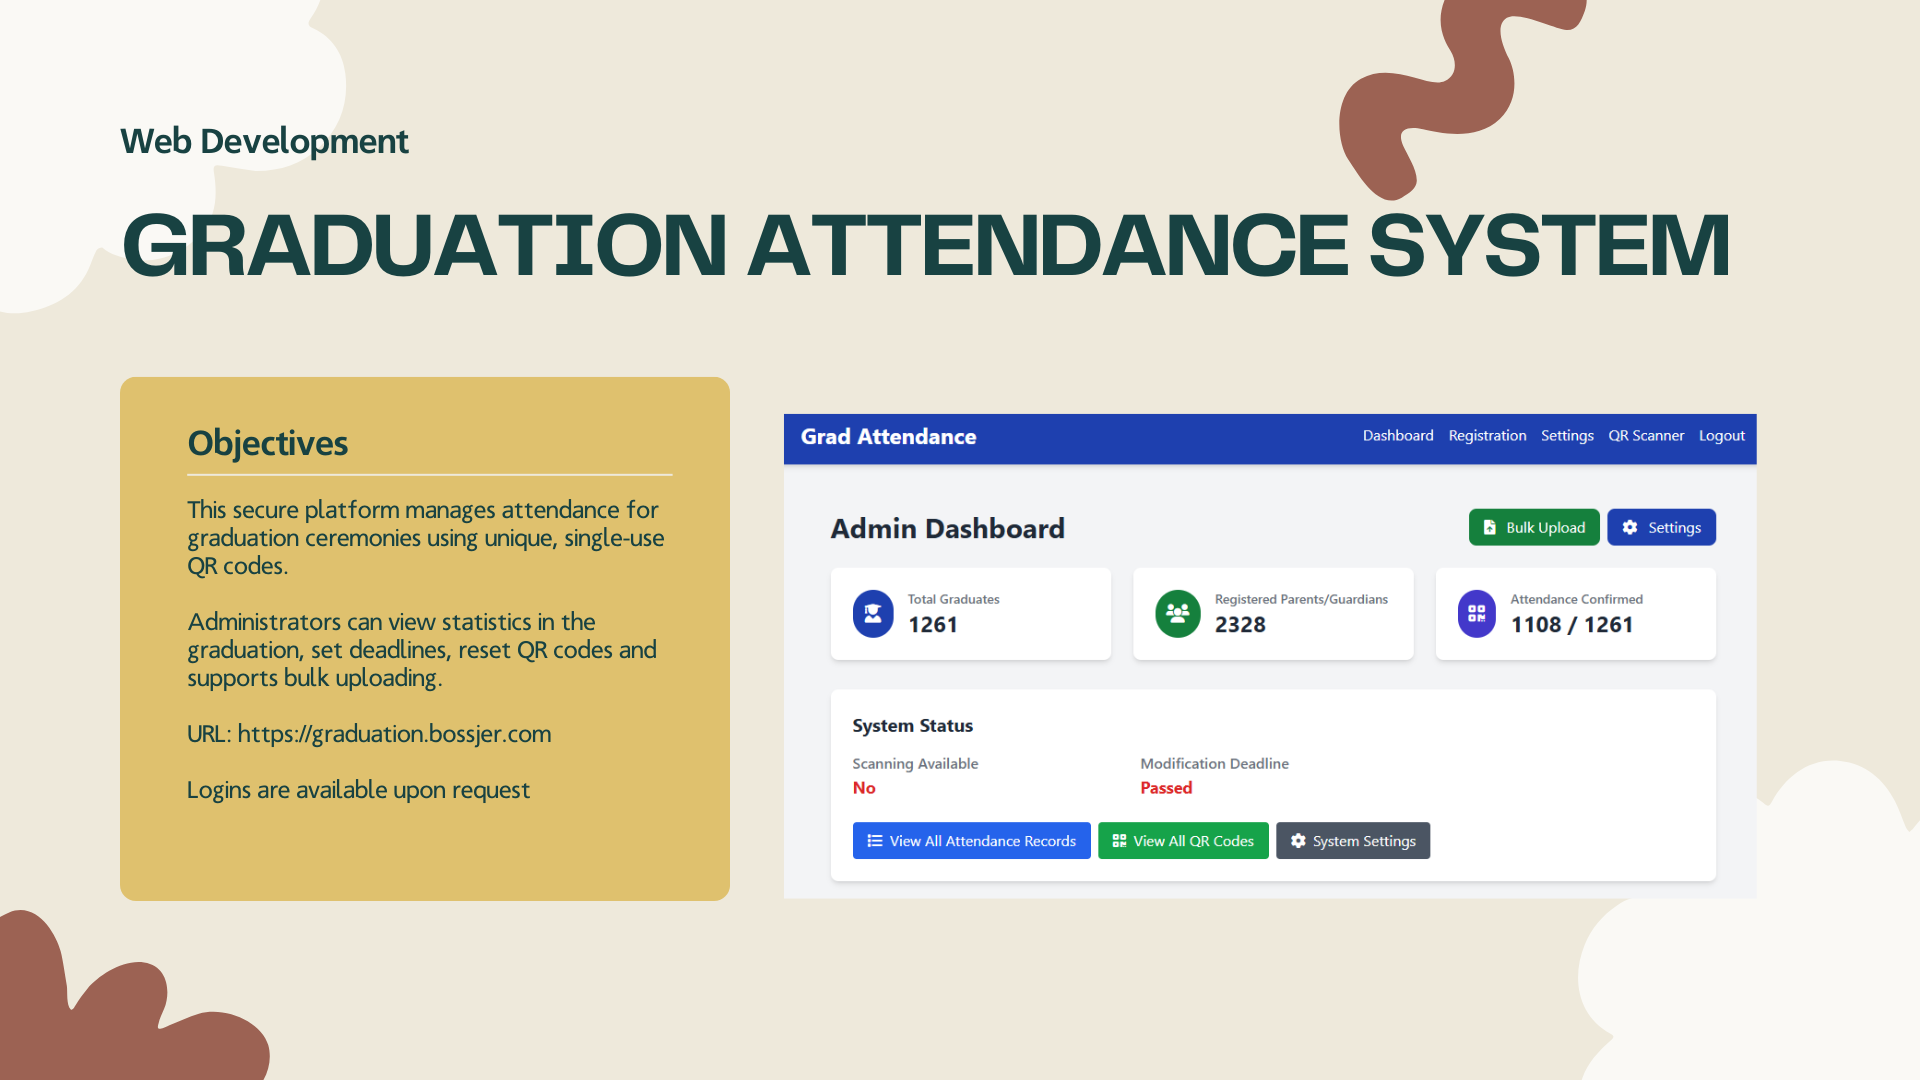 Web Development
GRADUATION ATTENDANCE SYSTEM
Objectives
This secure platform manages attendance for
graduation ceremonies using unique, single-use
QR codes.
Administrators can view statistics in the
graduation, set deadlines, reset QR codes and
supports bulk uploading.
URL: https://graduation.bossjer.com
Logins are available upon request
Grad Attendance
Dashboard Registration Settings QR Scanner Logout
Admin Dashboard
Bulk Upload Settings
Total Graduates
1261
Registered Parents/Guardians
2328
Attendance Confirmed
1108 / 1261
System Status
Scanning Available
No
Modification Deadline
Passed
View All Attendance Records View All QR Codes System Settings